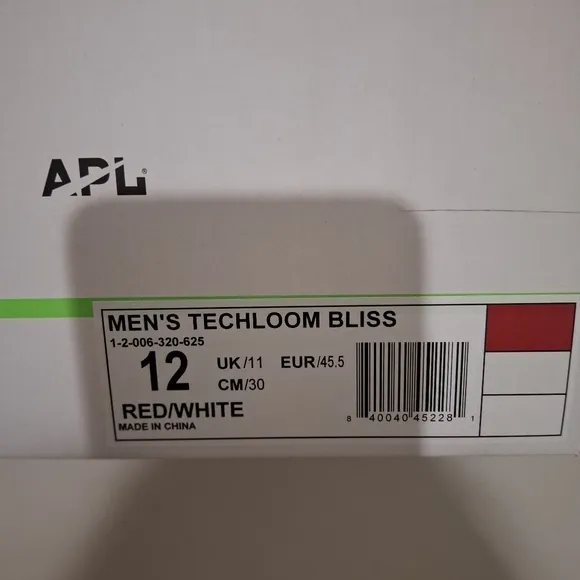 APL®
MEN'S TECHLOOM BLISS
1-2-006-320-625
12 UK/11 EUR/45.5
CM/30
RED/WHITE
MADE IN CHINA
8 40040 45228 1